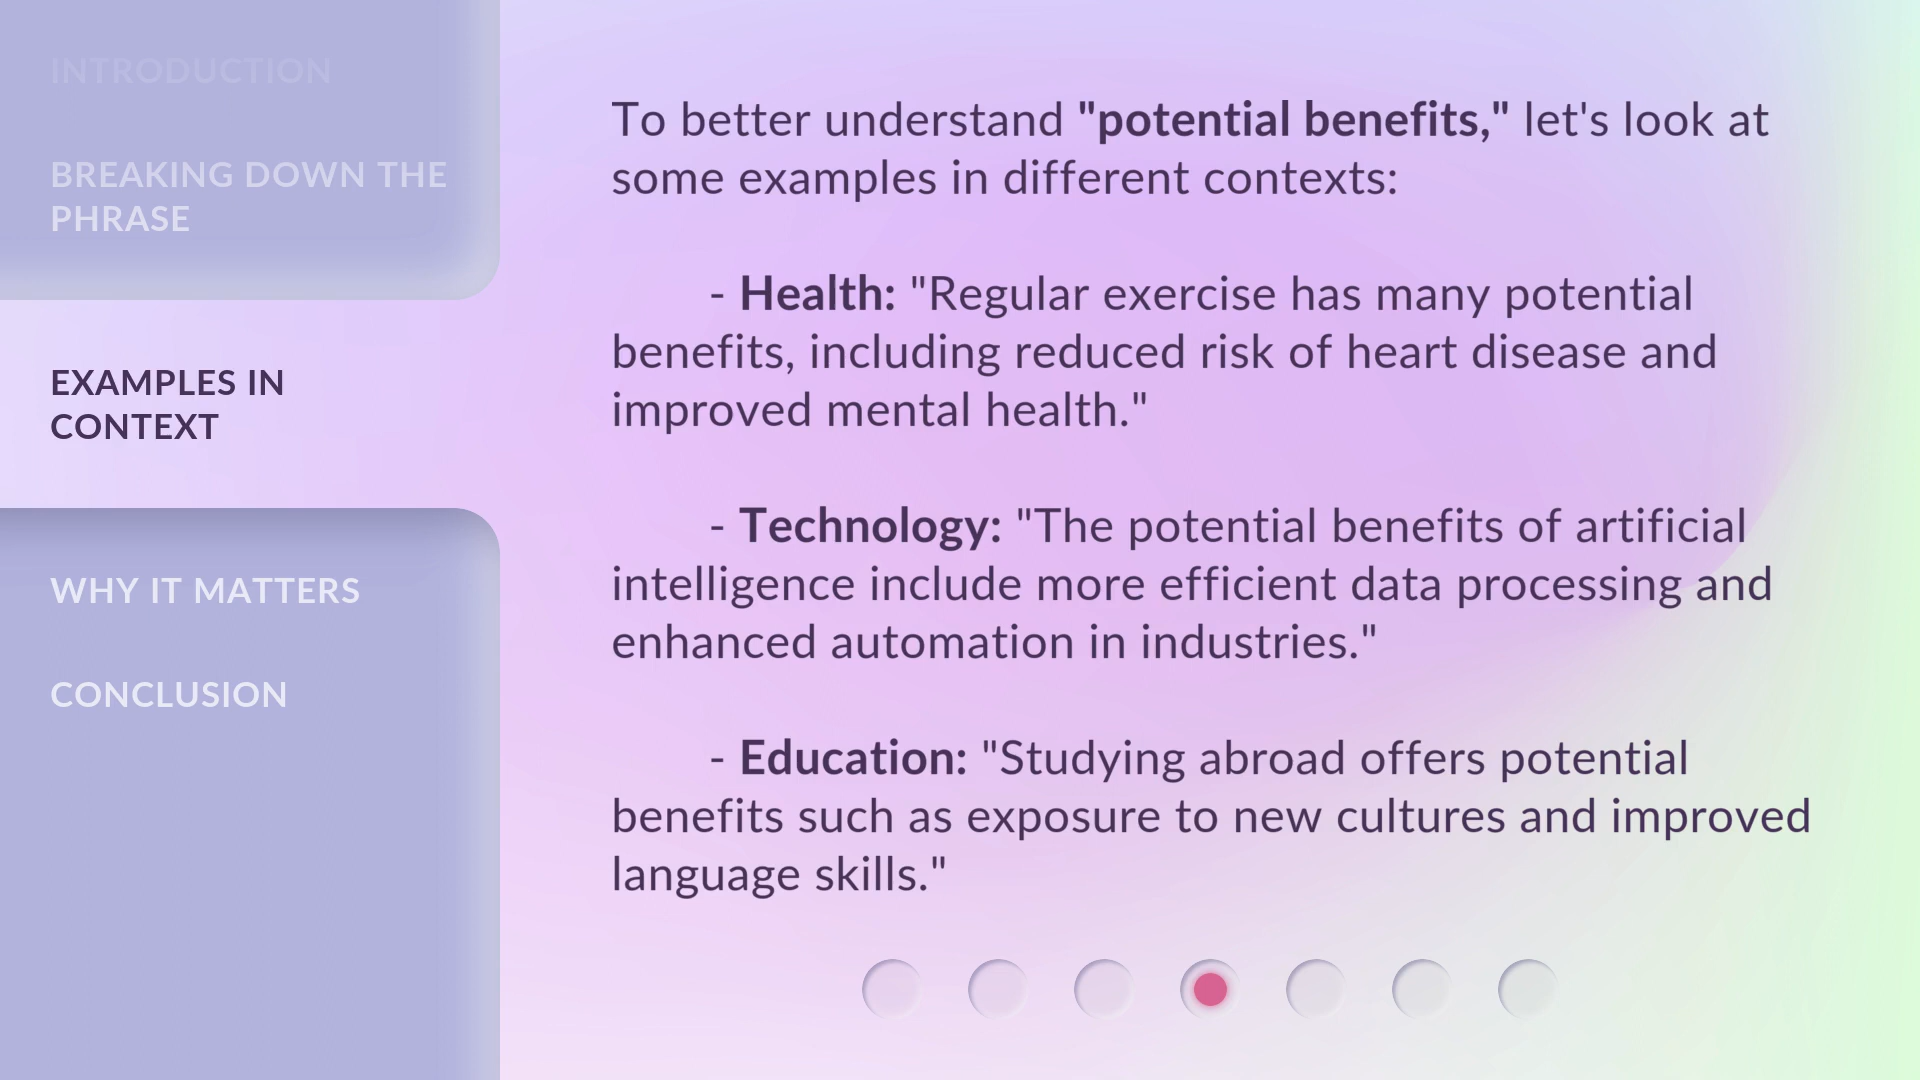 INTRODUCTION
BREAKING DOWN THE
PHRASE
EXAMPLES IN
CONTEXT
WHY IT MATTERS
CONCLUSION
To better understand "potential benefits," let's look at
some examples in different contexts:
- Health: "Regular exercise has many potential
benefits, including reduced risk of heart disease and
improved mental health."
- Technology: "The potential benefits of artificial
intelligence include more efficient data processing and
enhanced automation in industries."
- Education: "Studying abroad offers potential
benefits such as exposure to new cultures and improved
language skills."